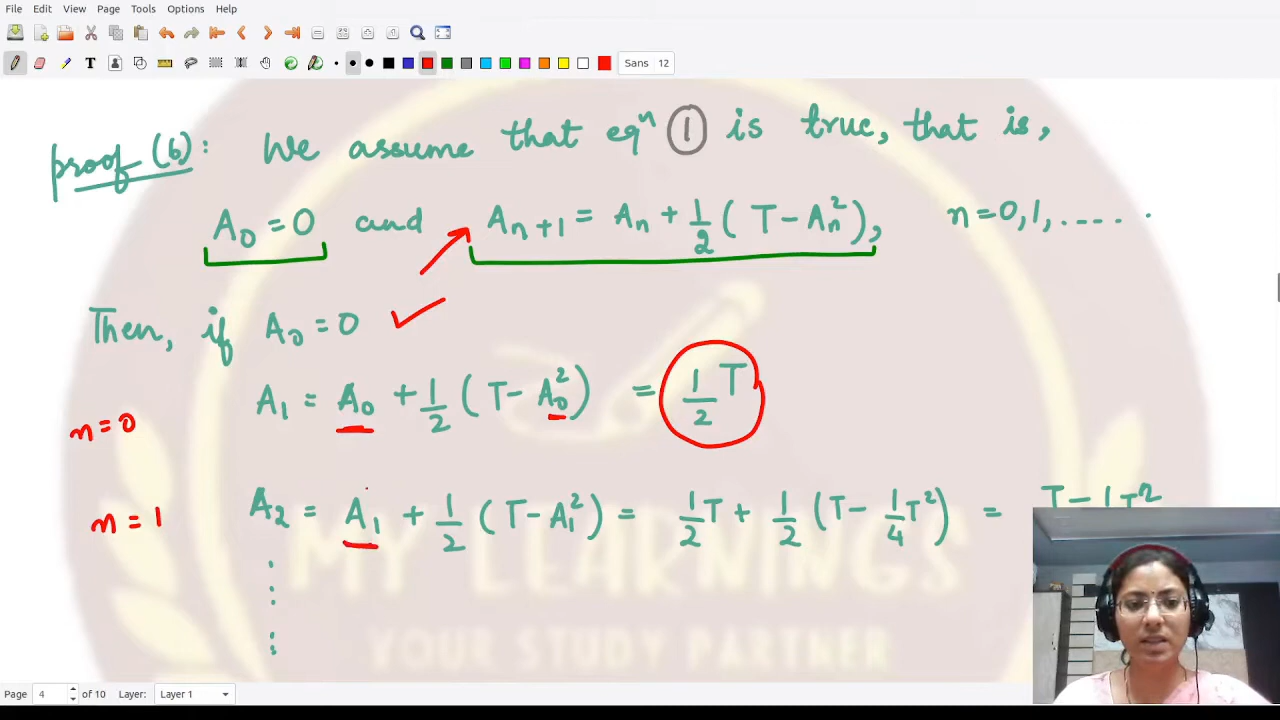 File Edit View Page Tools Options Help
Sans 12
proof (6): We assume that eqⁿ ① is true, that is,
A₀ = 0 and Aₙ₊₁ = Aₙ + 1/2 ( T - Aₙ² ), n = 0, 1, .....
Then, if A₀ = 0 ✓
n = 0 A₁ = A₀ + 1/2 ( T - A₀² ) = 1/2 T
n = 1 A₂ = A₁ + 1/2 ( T - A₁² ) = 1/2 T + 1/2 ( T - 1/4 T² ) = T - 1 T²
MY LEARNINGS
YOUR STUDY PARTNER
Page 4 of 10 Layer: Layer 1